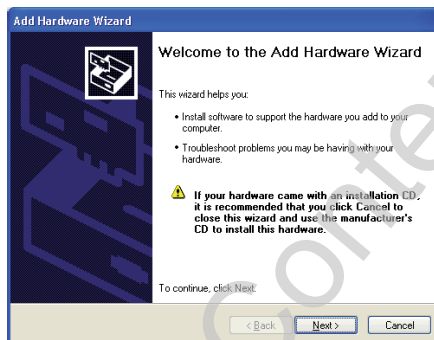 Add Hardware Wizard
Welcome to the Add Hardware Wizard
This wizard helps you:
• Install software to support the hardware you add to your
computer.
• Troubleshoot problems you may be having with your
hardware.
If your hardware came with an installation CD,
it is recommended that you click Cancel to
close this wizard and use the manufacturer's
CD to install this hardware.
To continue, click Next.
< Back Next > Cancel
Conte